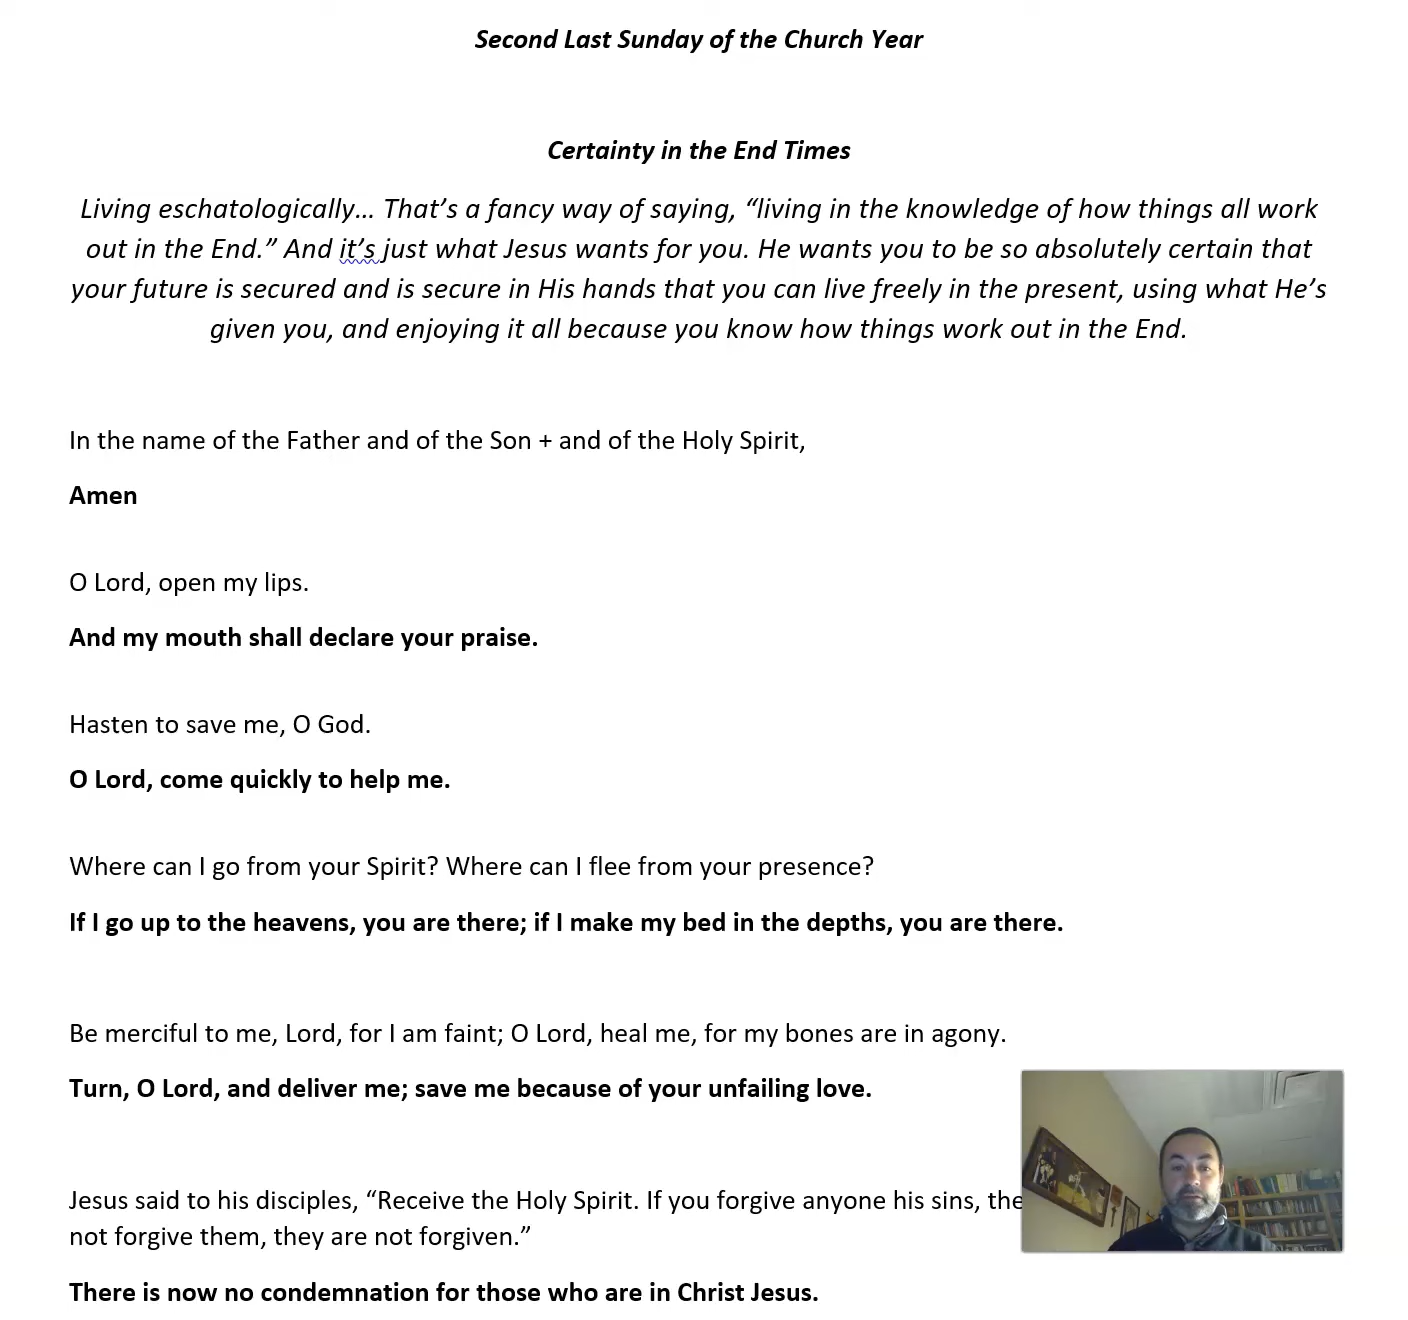 Second Last Sunday of the Church Year
Certainty in the End Times
Living eschatologically… That’s a fancy way of saying, “living in the knowledge of how things all work
out in the End.” And it’s just what Jesus wants for you. He wants you to be so absolutely certain that
your future is secured and is secure in His hands that you can live freely in the present, using what He’s
given you, and enjoying it all because you know how things work out in the End.
In the name of the Father and of the Son + and of the Holy Spirit,
Amen
O Lord, open my lips.
And my mouth shall declare your praise.
Hasten to save me, O God.
O Lord, come quickly to help me.
Where can I go from your Spirit? Where can I flee from your presence?
If I go up to the heavens, you are there; if I make my bed in the depths, you are there.
Be merciful to me, Lord, for I am faint; O Lord, heal me, for my bones are in agony.
Turn, O Lord, and deliver me; save me because of your unfailing love.
Jesus said to his disciples, “Receive the Holy Spirit. If you forgive anyone his sins,
not forgive them, they are not forgiven.”
There is now no condemnation for those who are in Christ Jesus.